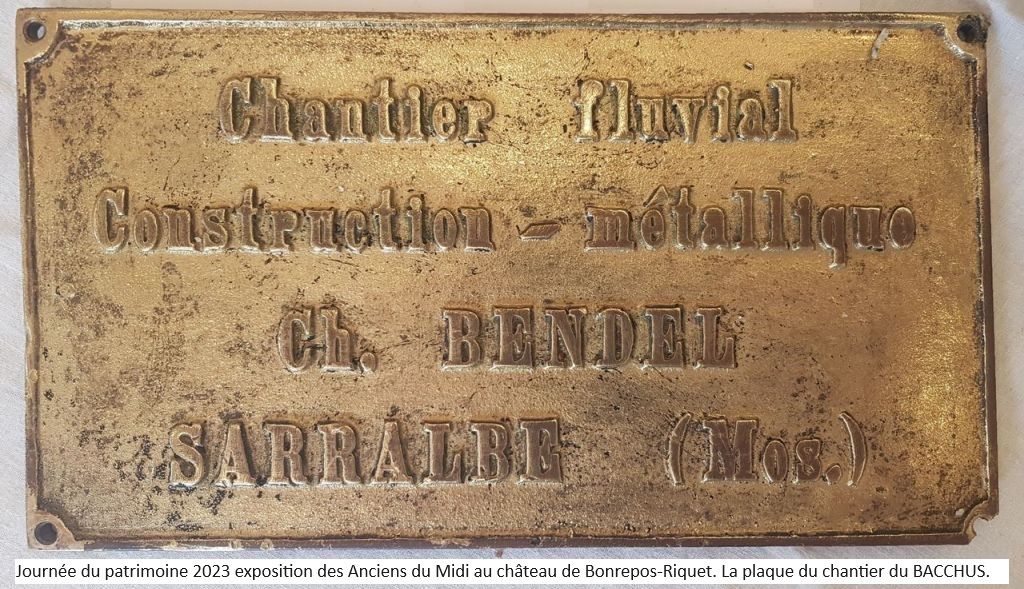 Chantier fluvial
Construction - métallique
Ch. BENDEL
SARRALBE (Mos.)
Journée du patrimoine 2023 exposition des Anciens du Midi au château de Bonrepos-Riquet. La plaque du chantier du BACCHUS.